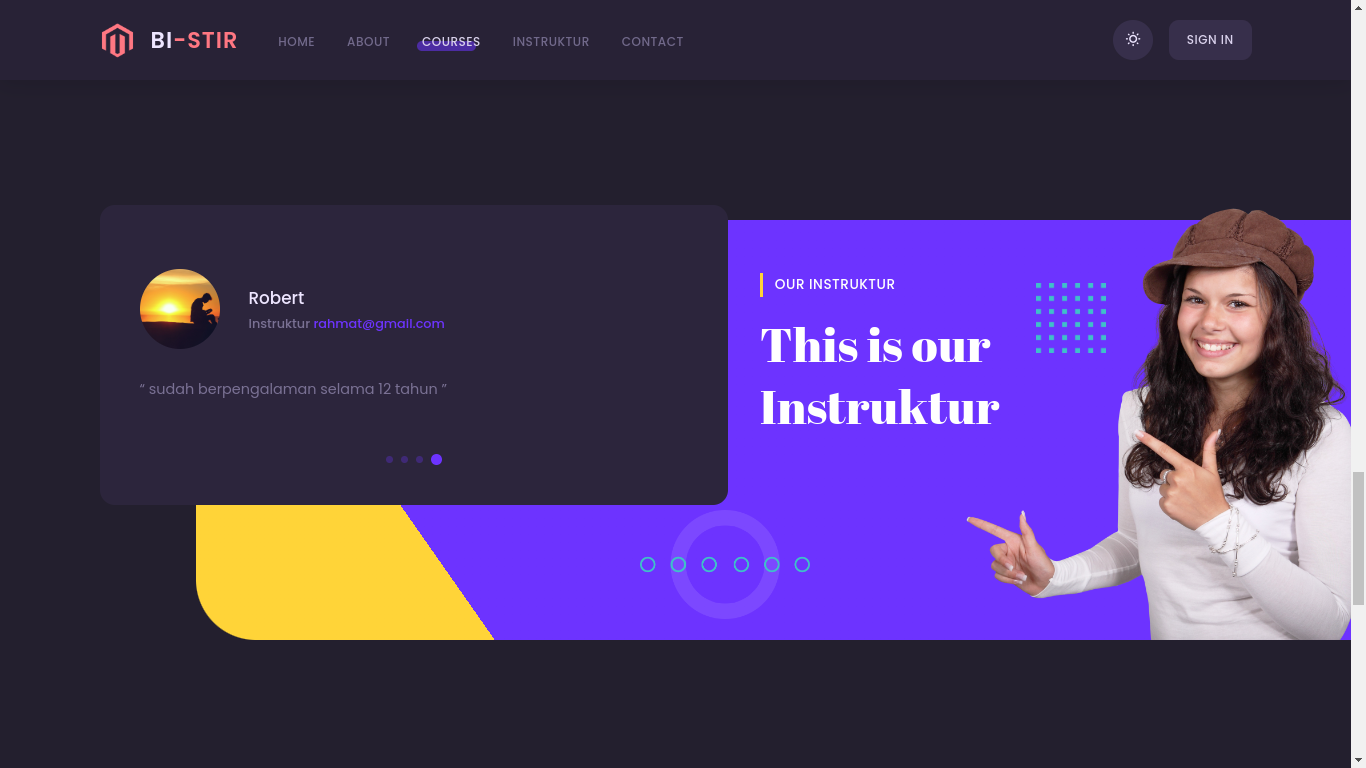 BI-STIR
HOME
ABOUT
COURSES
INSTRUKTUR
CONTACT
SIGN IN
Robert
Instruktur rahmat@gmail.com
“ sudah berpengalaman selama 12 tahun ”
OUR INSTRUKTUR
This is our
Instruktur